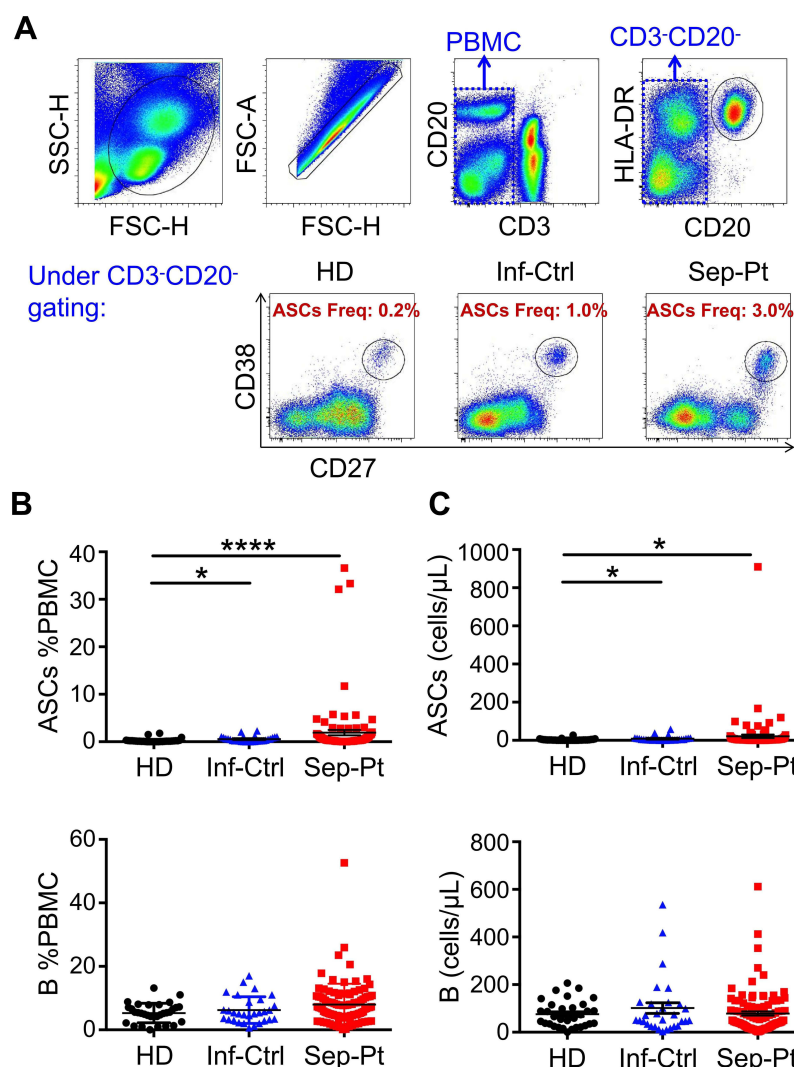 A
PBMC
CD3-CD20-
SSC-H
FSC-H
FSC-A
FSC-H
CD20
CD3
HLA-DR
CD20
Under CD3-CD20-
gating:
HD
Inf-Ctrl
Sep-Pt
ASCs Freq: 0.2%
ASCs Freq: 1.0%
ASCs Freq: 3.0%
CD38
CD27
B
ASCs %PBMC
40
30
20
10
0
****
*
HD
Inf-Ctrl
Sep-Pt
C
ASCs (cells/µL)
1000
800
600
400
200
0
*
*
HD
Inf-Ctrl
Sep-Pt
B %PBMC
60
40
20
0
HD
Inf-Ctrl
Sep-Pt
B (cells/µL)
800
600
400
200
0
HD
Inf-Ctrl
Sep-Pt